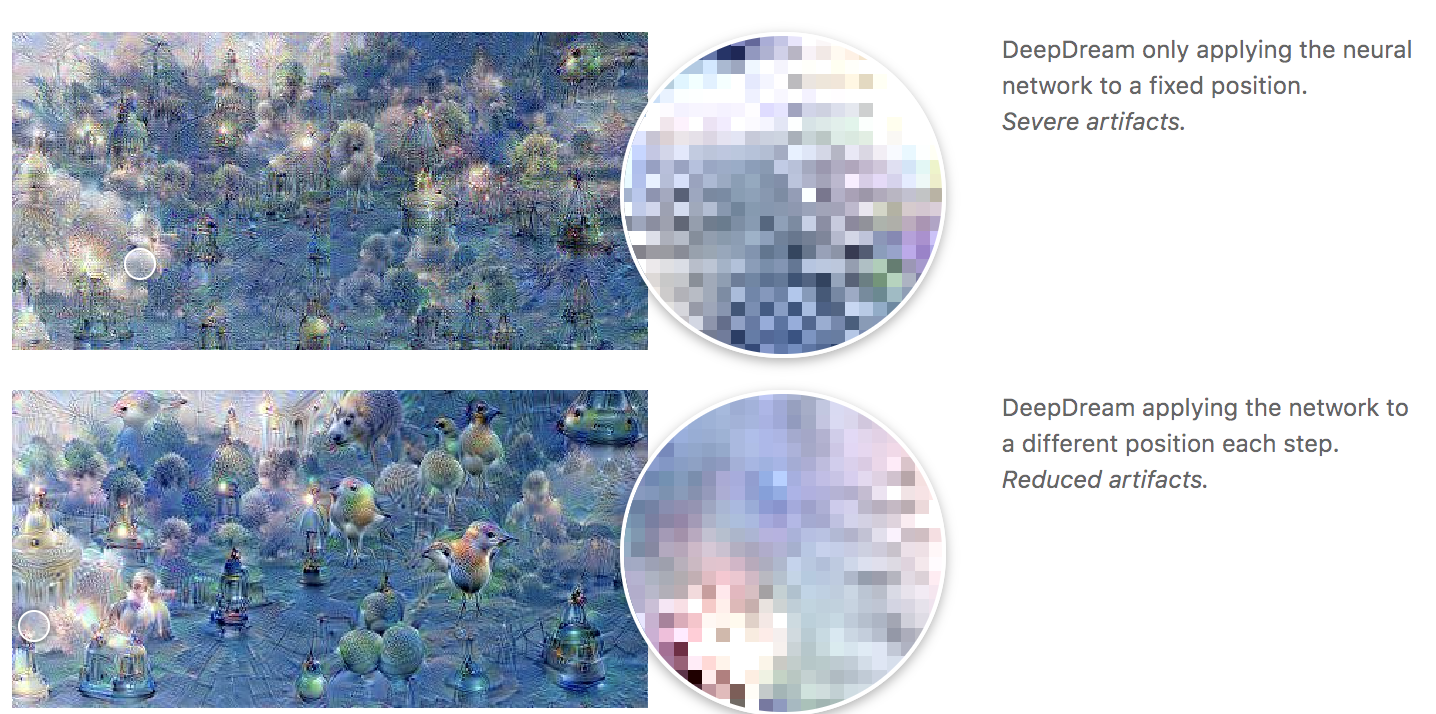 DeepDream only applying the neural
network to a fixed position.
Severe artifacts.
DeepDream applying the network to
a different position each step.
Reduced artifacts.